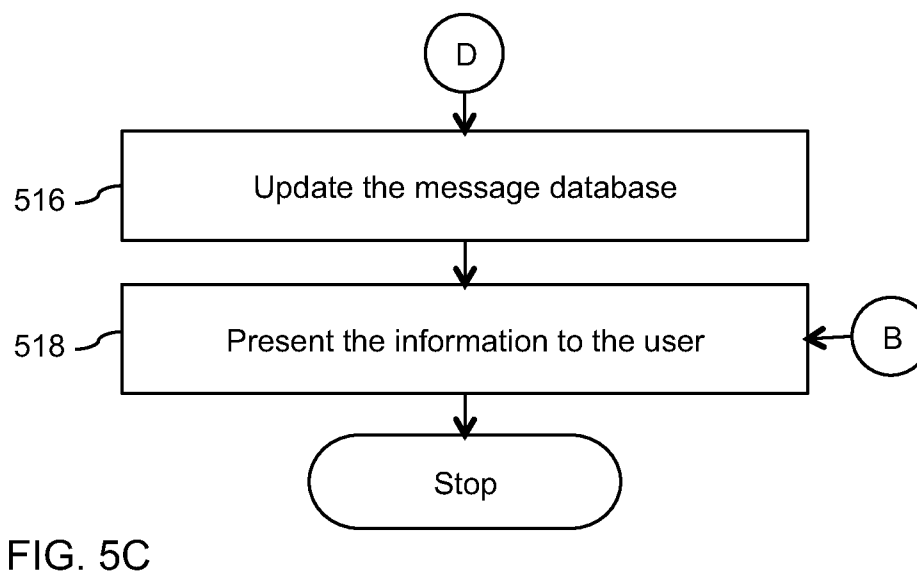 D
516
Update the message database
518
Present the information to the user
B
Stop
FIG. 5C